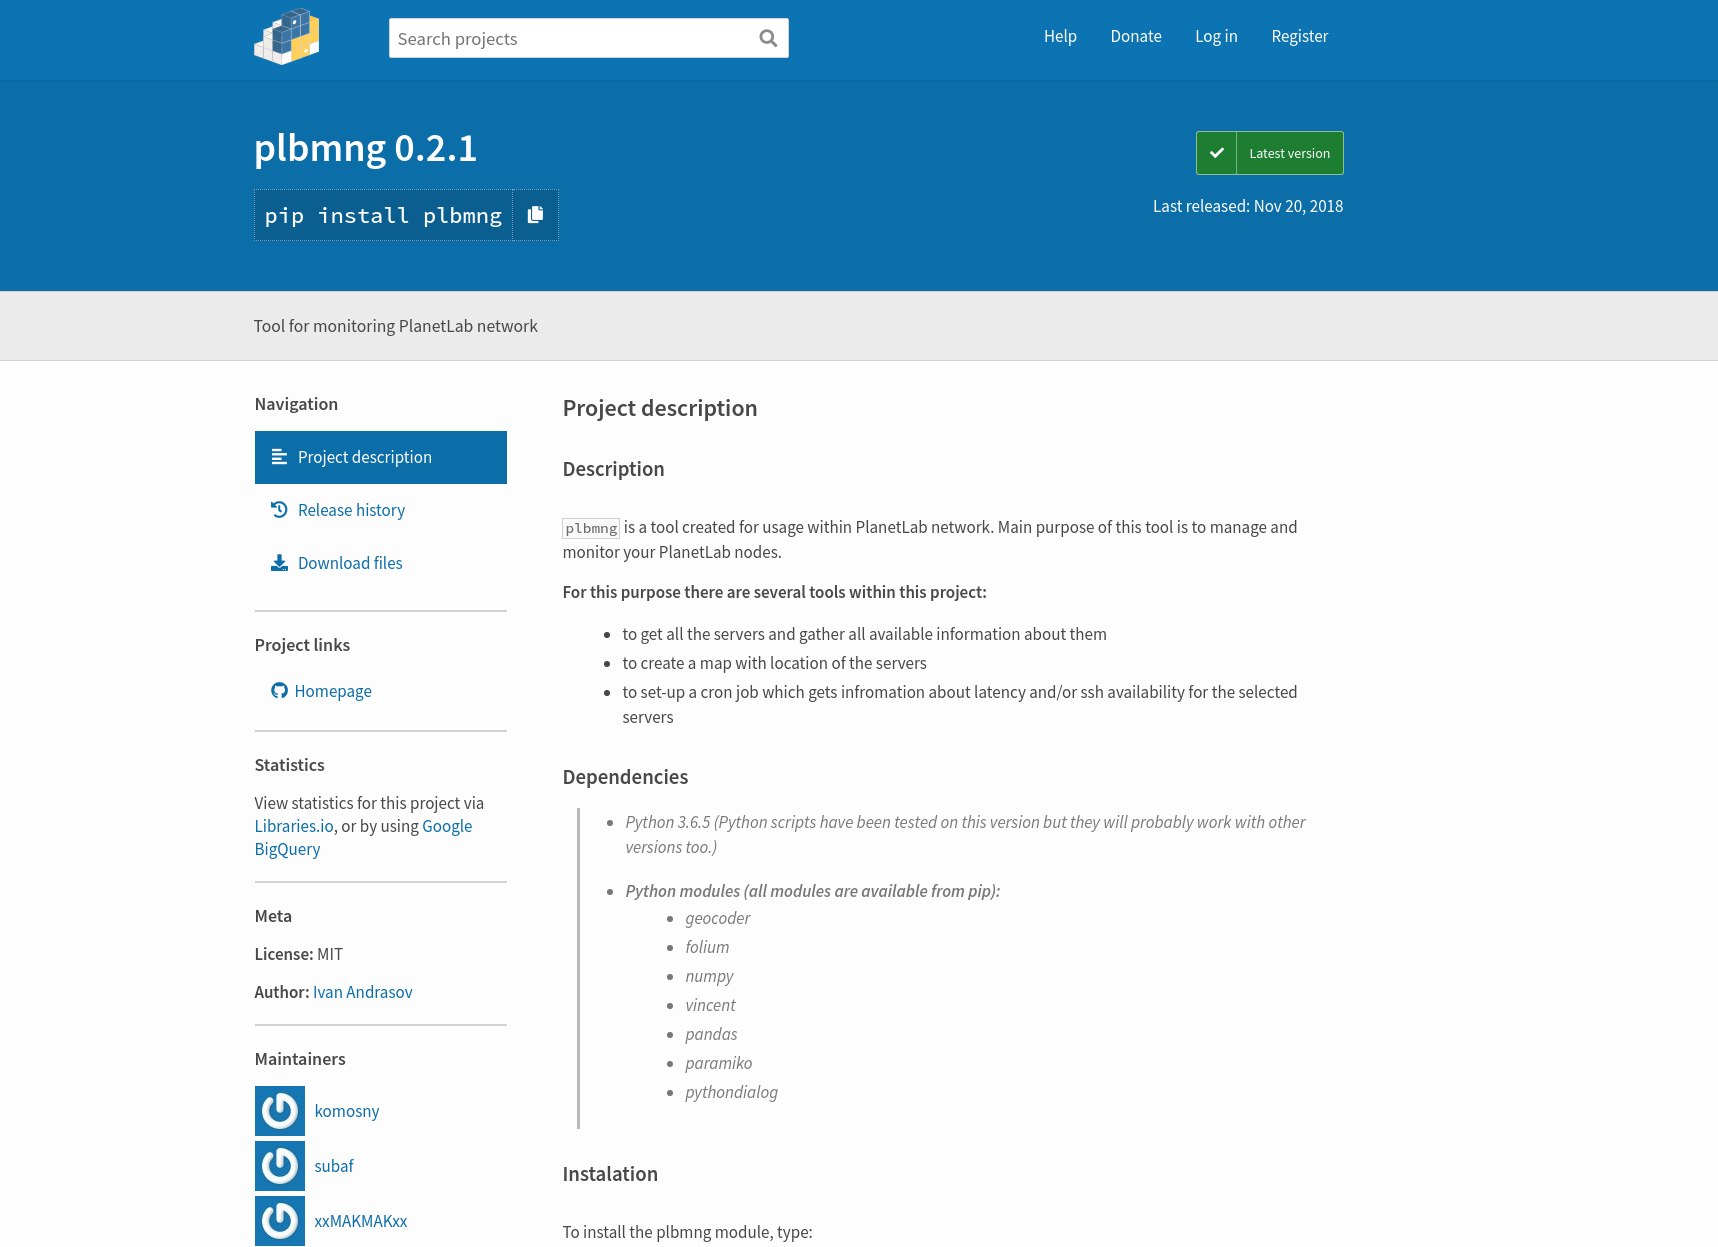 Search projects
Help
Donate
Log in
Register
plbmng 0.2.1
pip install plbmng
Latest version
Last released: Nov 20, 2018
Tool for monitoring PlanetLab network
Navigation
Project description
Release history
Download files
Project links
Homepage
Statistics
View statistics for this project via
Libraries.io, or by using Google
BigQuery
Meta
License: MIT
Author: Ivan Andrasov
Maintainers
komosny
subaf
xxMAKMAKxx
Project description
Description
plbmng is a tool created for usage within PlanetLab network. Main purpose of this tool is to manage and
monitor your PlanetLab nodes.
For this purpose there are several tools within this project:
to get all the servers and gather all available information about them
to create a map with location of the servers
to set-up a cron job which gets infromation about latency and/or ssh availability for the selected
servers
Dependencies
Python 3.6.5 (Python scripts have been tested on this version but they will probably work with other
versions too.)
Python modules (all modules are available from pip):
geocoder
folium
numpy
vincent
pandas
paramiko
pythondialog
Instalation
To install the plbmng module, type: